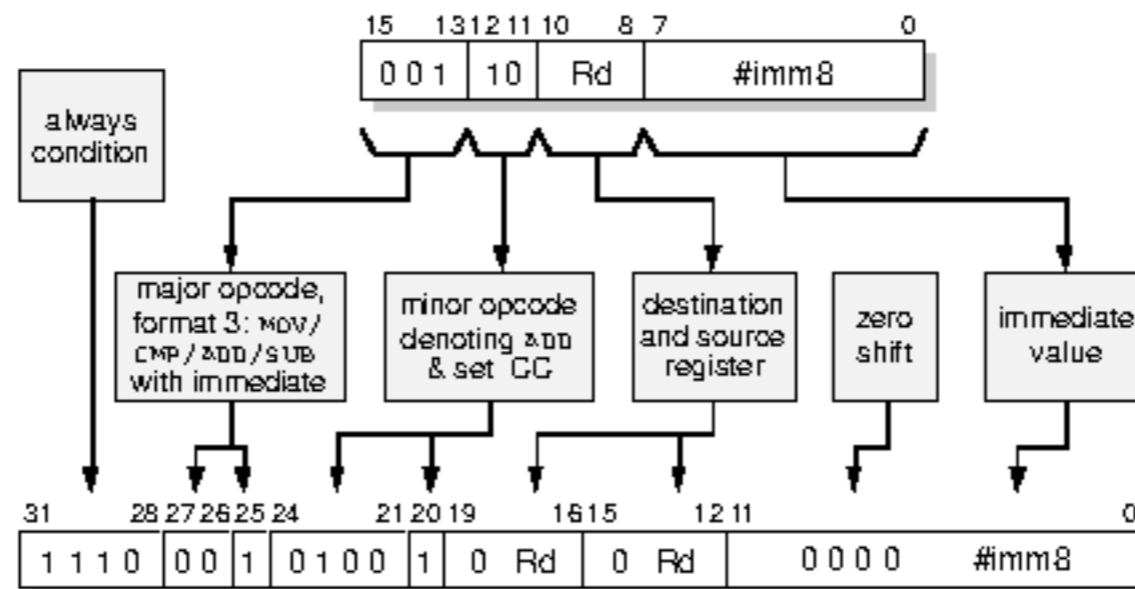 15 13 12 11 10 8 7 0
0 0 1 10 Rd #imm8
always
condition
major opcode,
format 3: MOV/
CMP/ADD/SUB
with immediate
minor opcode
denoting ADD
& set CC
destination
and source
register
zero
shift
immediate
value
31 28 27 26 25 24 21 20 19 16 15 12 11 0
1 1 1 0 0 0 1 0 1 0 0 1 0 Rd 0 Rd 0 0 0 0 #imm8